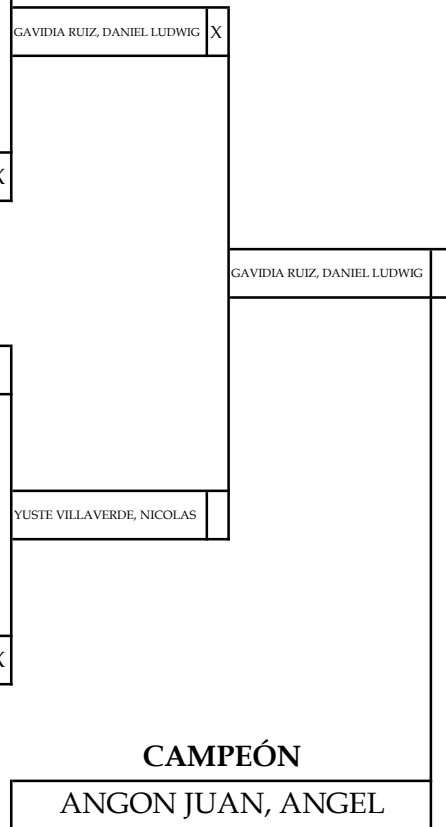 GAVIDIA RUIZ, DANIEL LUDWIG X
X
GAVIDIA RUIZ, DANIEL LUDWIG
YUSTE VILLAVERDE, NICOLAS
X
CAMPEÓN
ANGON JUAN, ANGEL